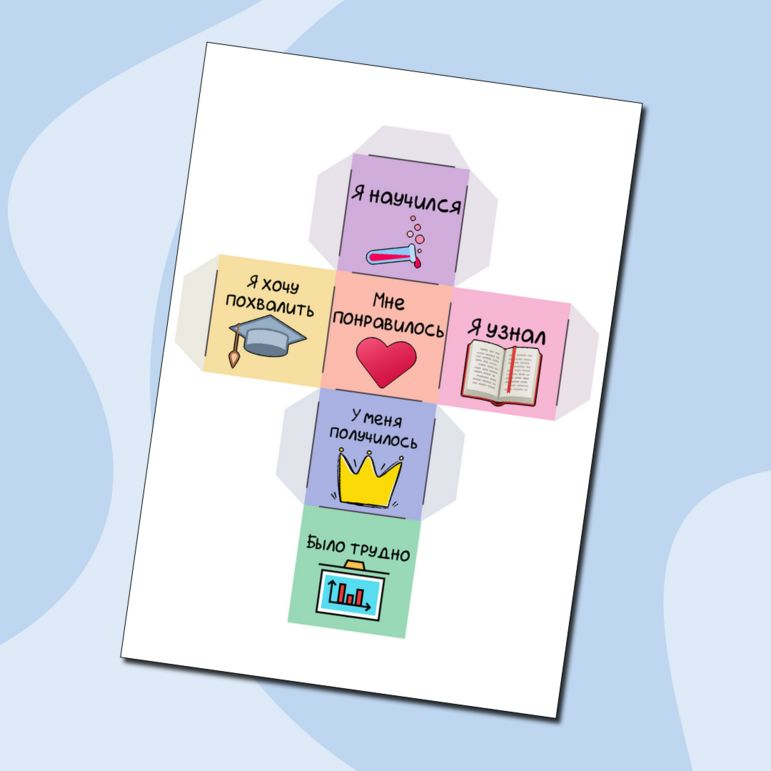 Я научился
Я хочу
похвалить
Мне
понравилось
Я узнал
У меня
получилось
Было трудно